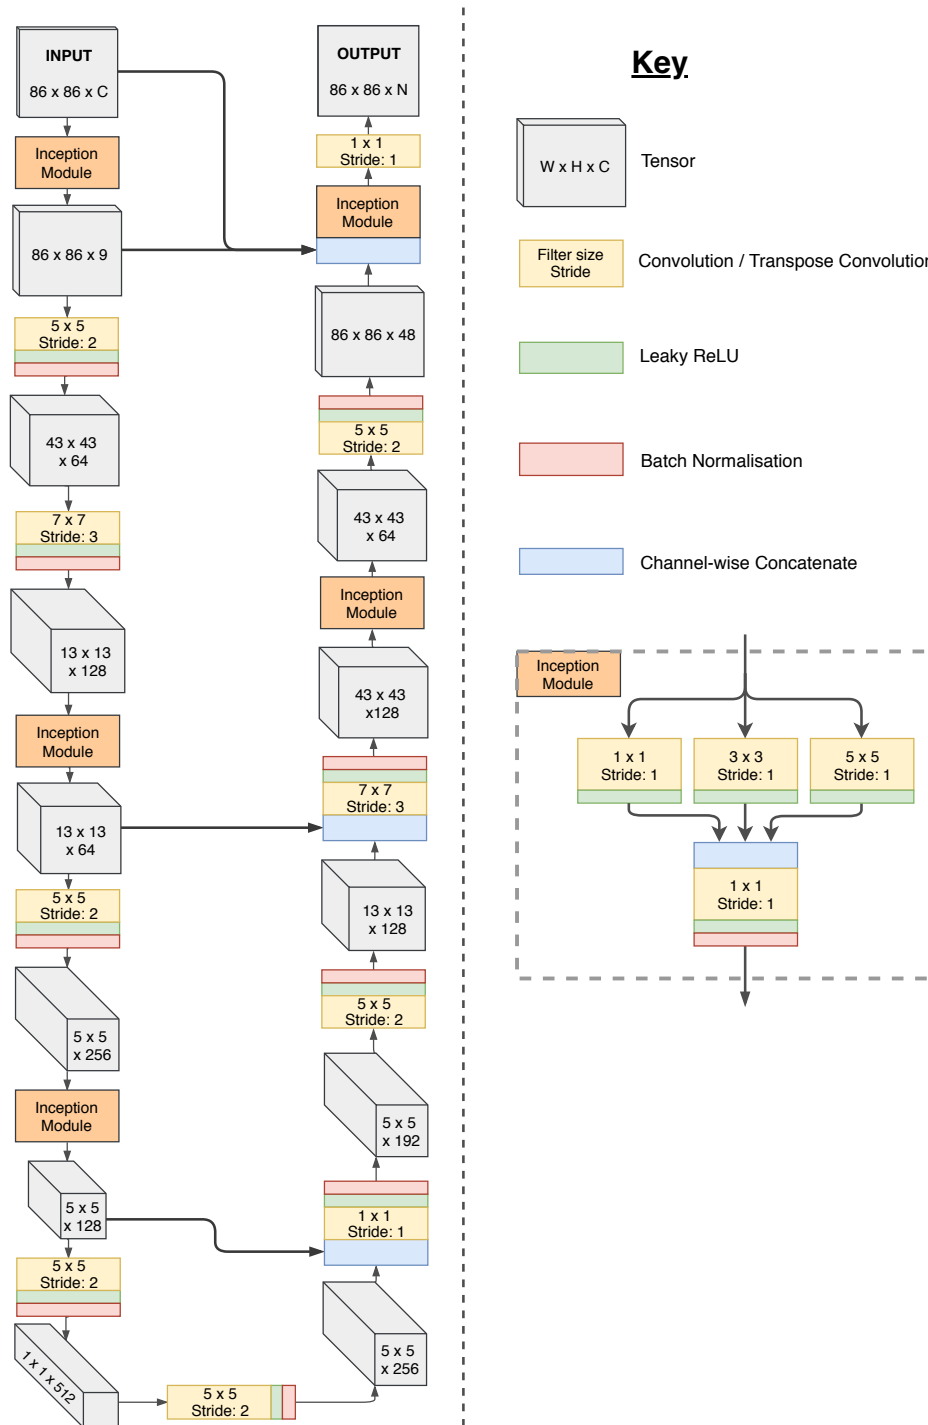 INPUT
86 x 86 x C
Inception
Module
86 x 86 x 9
5 x 5
Stride: 2
43 x 43
x 64
7 x 7
Stride: 3
13 x 13
x 128
Inception
Module
13 x 13
x 64
5 x 5
Stride: 2
5 x 5
x 256
Inception
Module
5 x 5
x 128
5 x 5
Stride: 2
1 x 1 x 512
5 x 5
Stride: 2
OUTPUT
86 x 86 x N
1 x 1
Stride: 1
Inception
Module
86 x 86 x 48
5 x 5
Stride: 2
43 x 43
x 64
Inception
Module
43 x 43
x128
7 x 7
Stride: 3
13 x 13
x 128
5 x 5
Stride: 2
5 x 5
x 192
1 x 1
Stride: 1
5 x 5
x 256
Key
W x H x C
Tensor
Filter size
Stride
Convolution / Transpose Convolution
Leaky ReLU
Batch Normalisation
Channel-wise Concatenate
Inception
Module
1 x 1
Stride: 1
3 x 3
Stride: 1
5 x 5
Stride: 1
1 x 1
Stride: 1